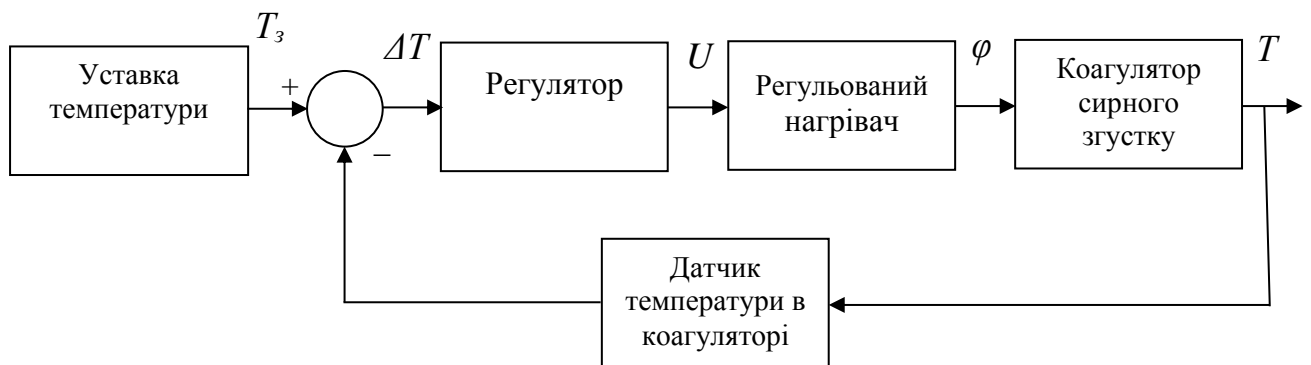 Tз
Уставка
температури
+
ΔT
−
Регулятор
U
Регульований
нагрівач
φ
Коагулятор
сирного
згустку
T
Датчик
температури в
коагуляторі